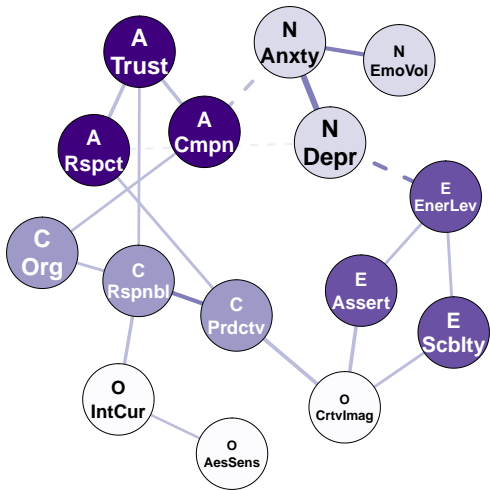 A
Trust
N
Anxty
N
EmoVol
A
Rspct
A
Cmpn
N
Depr
E
EnerLev
C
Org
C
Rspnbl
C
Prdctv
E
Assert
E
Scblty
O
IntCur
O
CrtvImag
O
AesSens